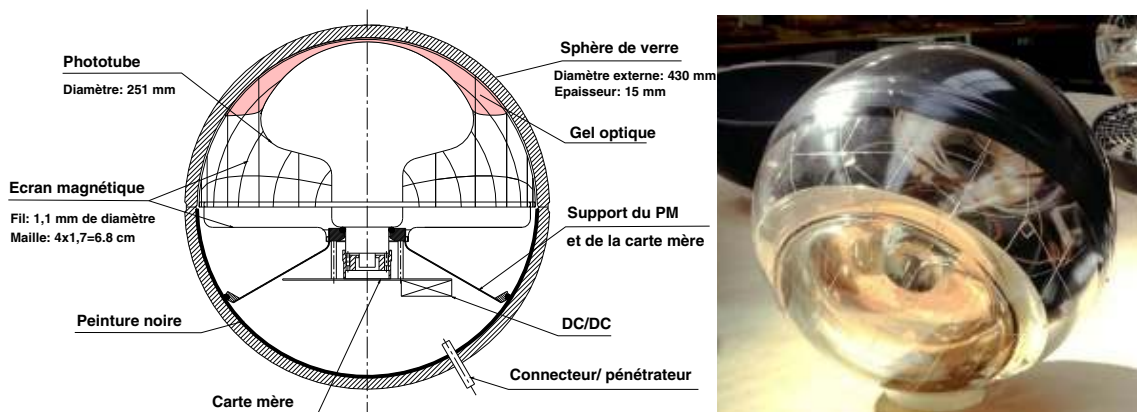 Phototube
Diamètre: 251 mm
Ecran magnétique
Fil: 1,1 mm de diamètre
Maille: 4x1,7=6.8 cm
Peinture noire
Carte mère
Sphère de verre
Diamètre externe: 430 mm
Epaisseur: 15 mm
Gel optique
Support du PM
et de la carte mère
DC/DC
Connecteur/ pénétrateur